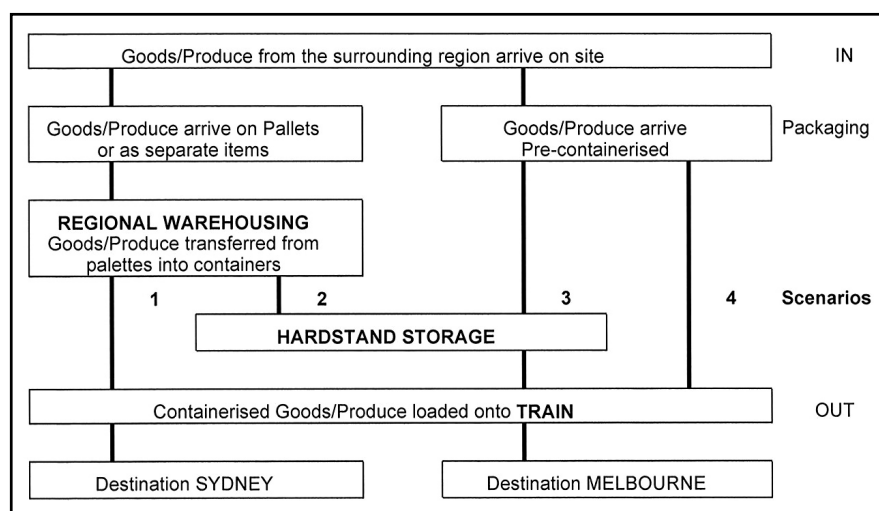 Goods/Produce from the surrounding region arrive on site
IN
Goods/Produce arrive on Pallets
or as separate items
Goods/Produce arrive
Pre-containerised
Packaging
REGIONAL WAREHOUSING
Goods/Produce transferred from
palettes into containers
1
2
3
4
Scenarios
HARDSTAND STORAGE
Containerised Goods/Produce loaded onto TRAIN
OUT
Destination SYDNEY
Destination MELBOURNE